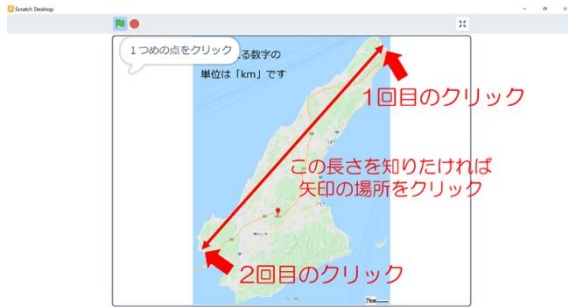 Scratch Desktop
1つめの点をクリック
る数字の
単位は「km」です
1回目のクリック
この長さを知りたければ
矢印の場所をクリック
2回目のクリック